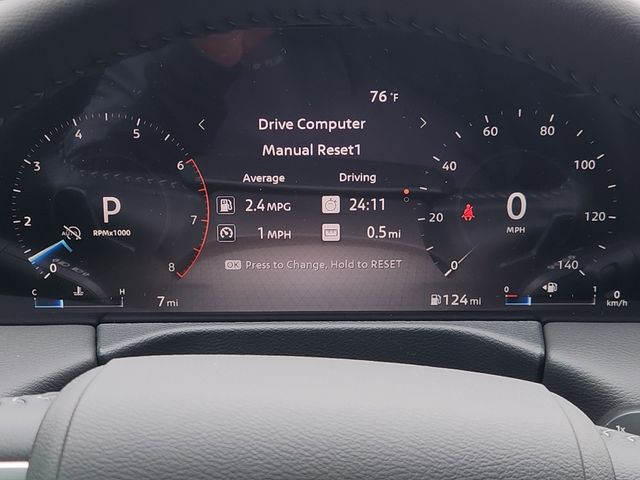 76 °F
Drive Computer
Manual Reset1
Average Driving
2.4 MPG 24:11
1 MPH 0.5 mi
OK Press to Change, Hold to RESET
0 2 3 4 5 6 7 8
AUTO
P
RPMx1000
0 20 40 60 80 100 120 140
0
MPH
C H
7 mi
124 mi
0 1
0
km/h
1x